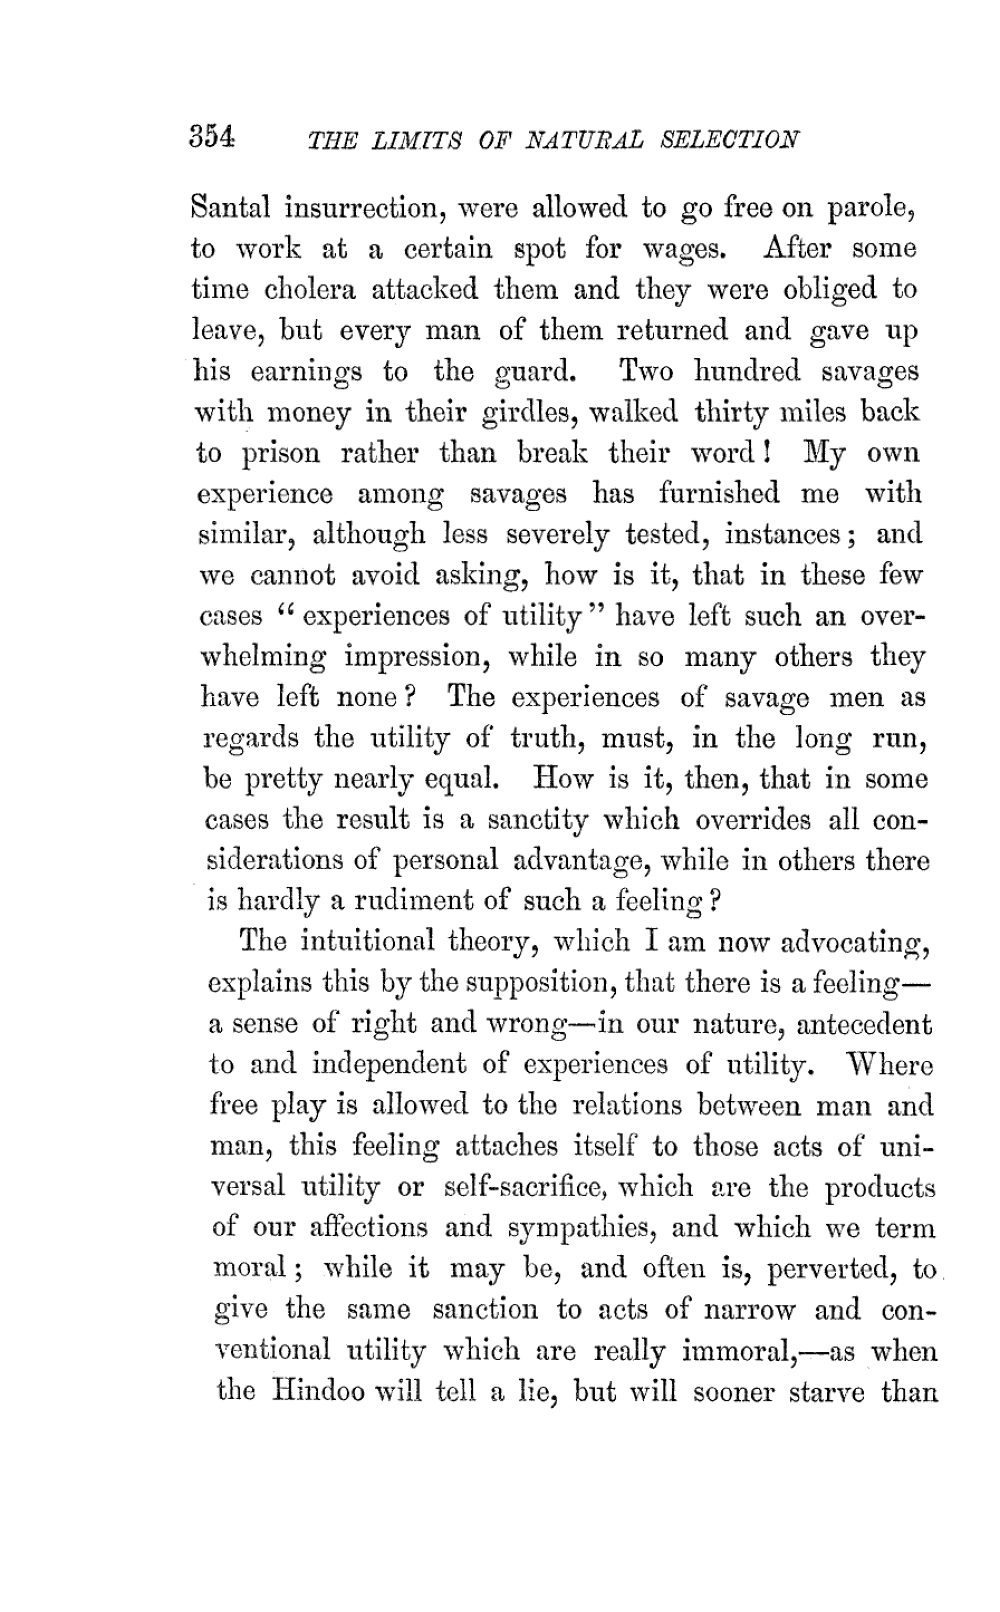 354 THE LIMITS OF NATURAL SELECTION
Santal insurrection, were allowed to go free on parole,
to work at a certain spot for wages. After some
time cholera attacked them and they were obliged to
leave, but every man of them returned and gave up
his earnings to the guard. Two hundred savages
with money in their girdles, walked thirty miles back
to prison rather than break their word! My own
experience among savages has furnished me with
similar, although less severely tested, instances; and
we cannot avoid asking, how is it, that in these few
cases “experiences of utility” have left such an over-
whelming impression, while in so many others they
have left none? The experiences of savage men as
regards the utility of truth, must, in the long run,
be pretty nearly equal. How is it, then, that in some
cases the result is a sanctity which overrides all con-
siderations of personal advantage, while in others there
is hardly a rudiment of such a feeling?
The intuitional theory, which I am now advocating,
explains this by the supposition, that there is a feeling—
a sense of right and wrong—in our nature, antecedent
to and independent of experiences of utility. Where
free play is allowed to the relations between man and
man, this feeling attaches itself to those acts of uni-
versal utility or self-sacrifice, which are the products
of our affections and sympathies, and which we term
moral; while it may be, and often is, perverted, to
give the same sanction to acts of narrow and con-
ventional utility which are really immoral,—as when
the Hindoo will tell a lie, but will sooner starve than